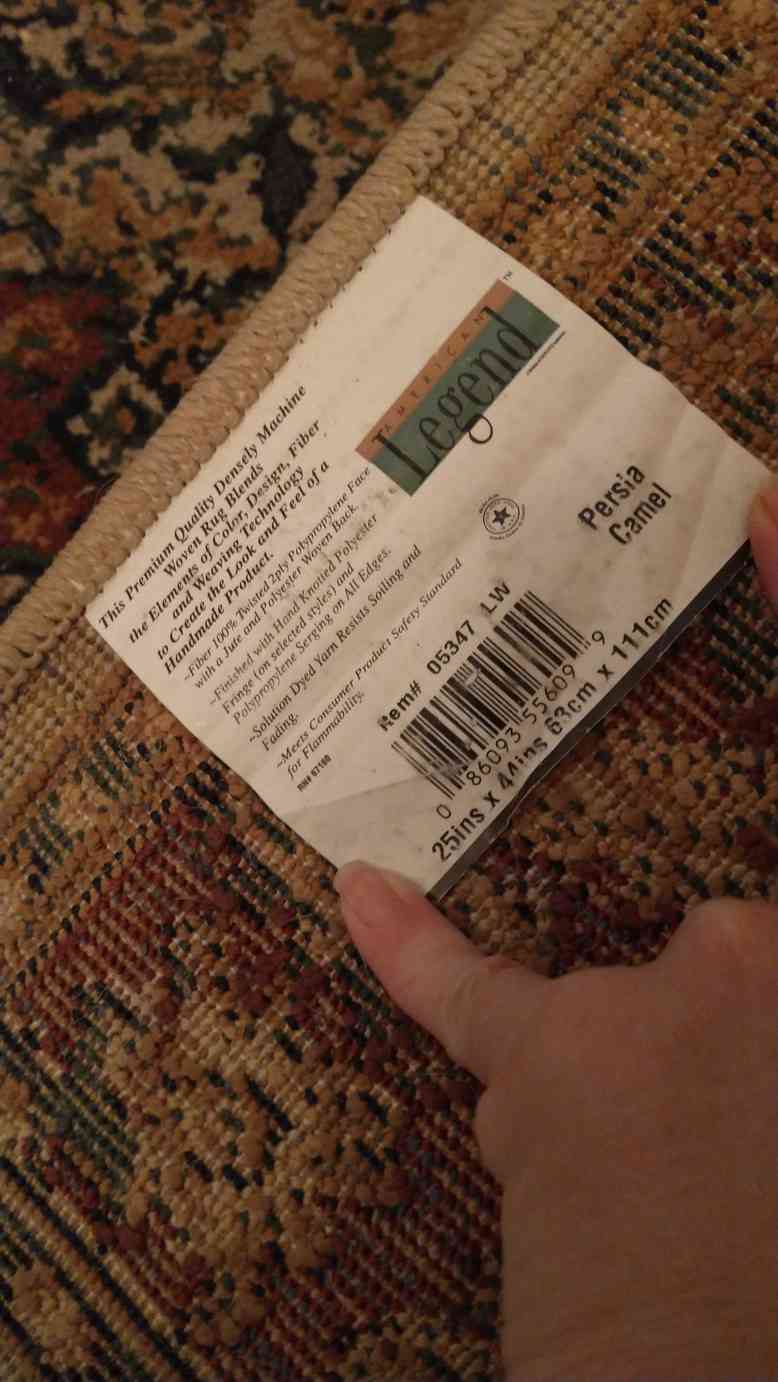 AMERICAN
Legend
TM
This Premium Quality Densely Machine
Woven Rug Blends
the Elements of Color, Design, Fiber
and Weaving Technology
to Create the Look and Feel of a
Handmade Product.
~Fiber 100% Twisted 2ply Polypropylene Face
with a Jute and Polyester Woven Back.
~Finished with Hand Knotted Polyester
Fringe (on selected styles) and
Polypropylene Serging on All Edges.
~Solution Dyed Yarn Resists Soiling and
Fading.
~Meets Consumer Product Safety Standard
for Flammability.
Persia
Camel
Item# 05347 LW
0 86093 55609 9
25ins x 44ins 63cm x 111cm